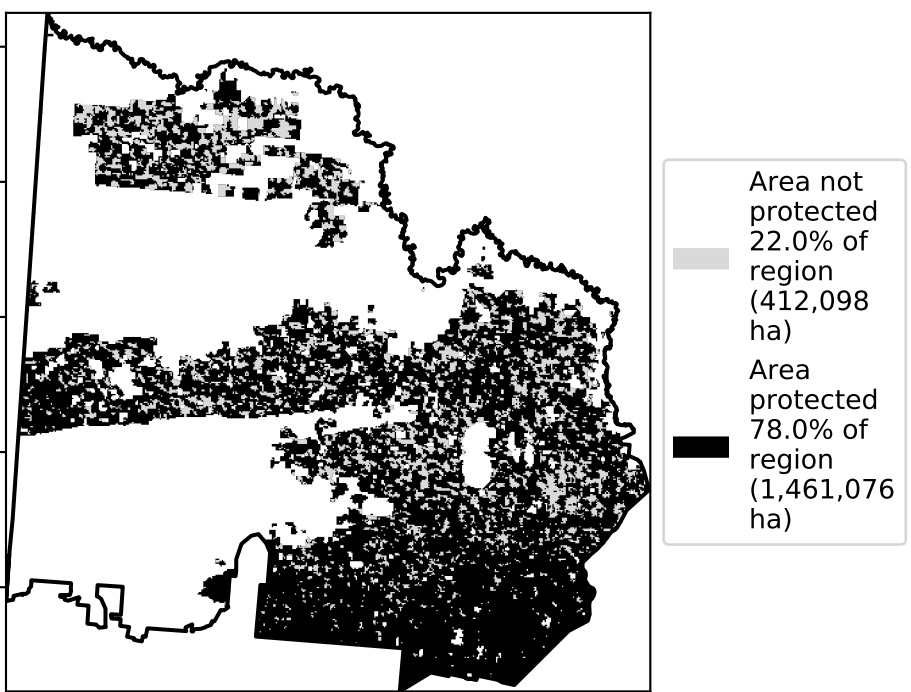 Area not
protected
22.0% of
region
(412,098
ha)
Area
protected
78.0% of
region
(1,461,076
ha)